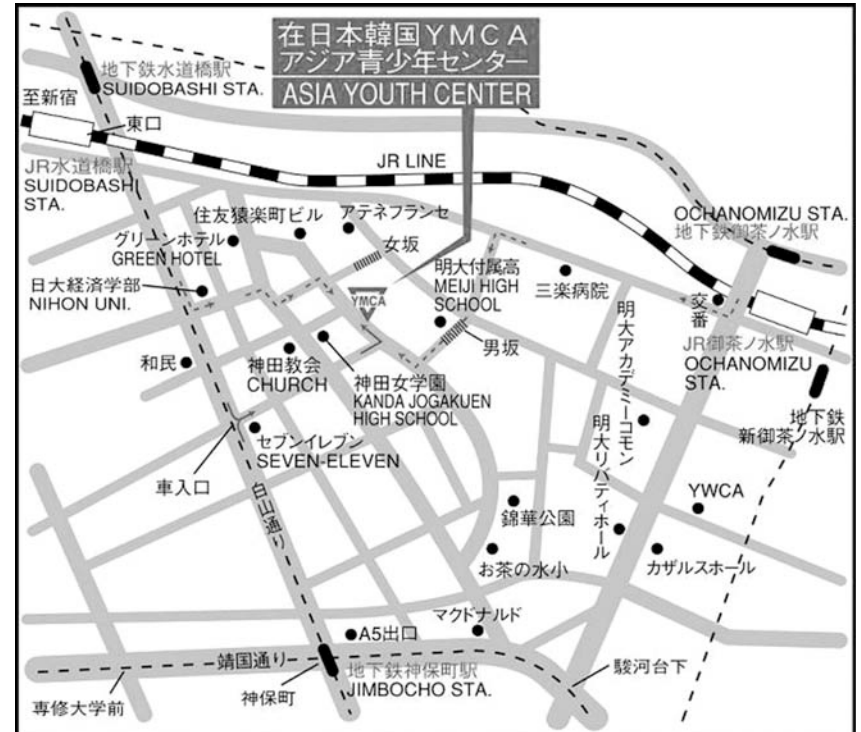 在日本韓国YMCA
アジア青少年センター
ASIA YOUTH CENTER
地下鉄水道橋駅
SUIDOBASHI STA.
至新宿
東口
JR LINE
JR水道橋駅
SUIDOBASHI
STA.
住友猿楽町ビル
アテネフランセ
OCHANOMIZU STA.
地下鉄御茶ノ水駅
グリーンホテル
GREEN HOTEL
女坂
明大付属高
MEIJI HIGH
SCHOOL
三楽病院
日大経済学部
NIHON UNI.
YMCA
交番
男坂
JR御茶ノ水駅
OCHANOMIZU
STA.
和民
神田教会
CHURCH
神田女学園
KANDA JOGAKUEN
HIGH SCHOOL
明大アカデミーコモン
地下鉄
新御茶ノ水駅
セブンイレブン
SEVEN-ELEVEN
車入口
明大リバティホール
YWCA
白山通り
錦華公園
お茶の水小
カザルスホール
A5出口
マクドナルド
靖国通り
地下鉄神保町駅
JIMBOCHO STA.
神保町
駿河台下
専修大学前